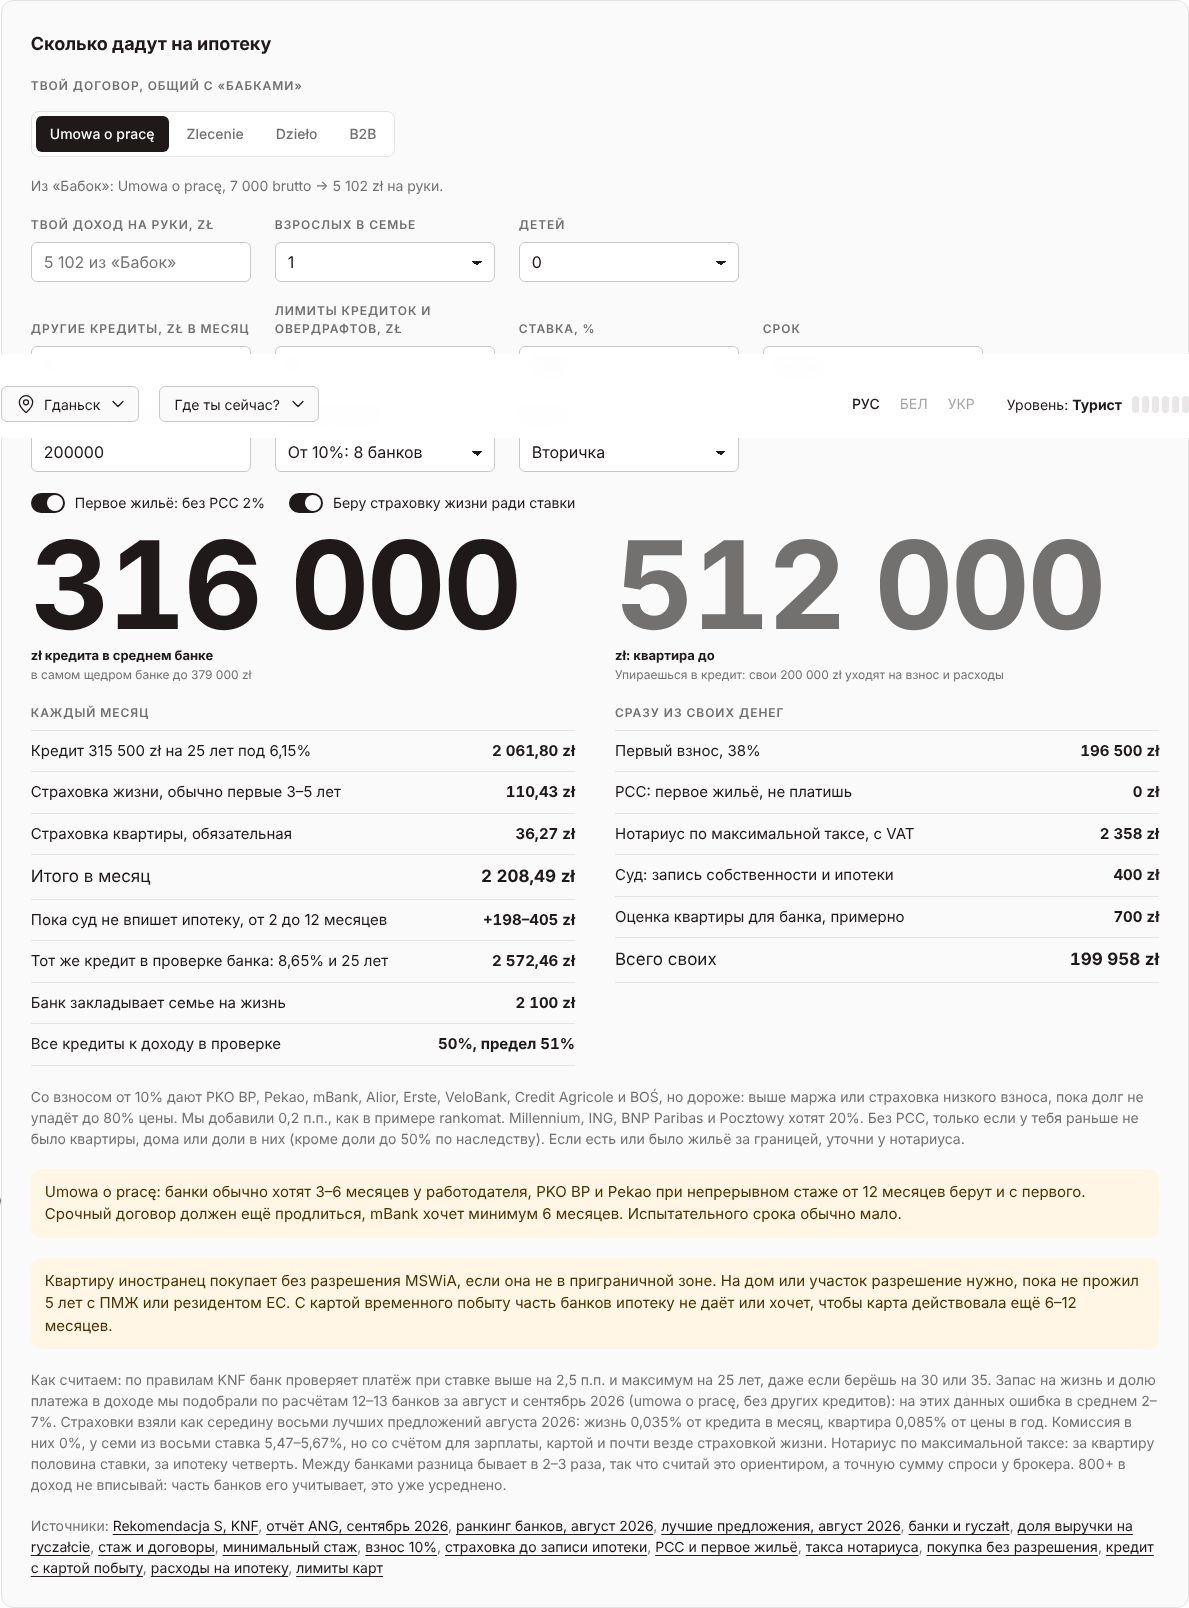 Сколько дадут на ипотеку
ТВОЙ ДОГОВОР, ОБЩИЙ С «БАБКАМИ»
Umowa o pracę Zlecenie Dzieło B2B
Из «Бабок»: Umowa o pracę, 7 000 brutto → 5 102 zł на руки.
ТВОЙ ДОХОД НА РУКИ, ZŁ ВЗРОСЛЫХ В СЕМЬЕ ДЕТЕЙ
5 102 из «Бабок» 1 0
ЛИМИТЫ КРЕДИТОК И
ДРУГИЕ КРЕДИТЫ, ZŁ В МЕСЯЦ ОВЕРДРАФТОВ, ZŁ СТАВКА, % СРОК
Гданьск Где ты сейчас? РУС БЕЛ УКР Уровень: Турист
200000 От 10%: 8 банков Вторичка
Первое жильё: без PCC 2% Беру страховку жизни ради ставки
316 000 512 000
zł кредита в среднем банке zł: квартира до
в самом щедром банке до 379 000 zł Упираешься в кредит: свои 200 000 zł уходят на взнос и расходы
КАЖДЫЙ МЕСЯЦ
Кредит 315 500 zł на 25 лет под 6,15% 2 061,80 zł
Страховка жизни, обычно первые 3–5 лет 110,43 zł
Страховка квартиры, обязательная 36,27 zł
Итого в месяц 2 208,49 zł
Пока суд не впишет ипотеку, от 2 до 12 месяцев +198–405 zł
Тот же кредит в проверке банка: 8,65% и 25 лет 2 572,46 zł
Банк закладывает семье на жизнь 2 100 zł
Все кредиты к доходу в проверке 50%, предел 51%
СРАЗУ ИЗ СВОИХ ДЕНЕГ
Первый взнос, 38% 196 500 zł
PCC: первое жильё, не платишь 0 zł
Нотариус по максимальной таксе, с VAT 2 358 zł
Суд: запись собственности и ипотеки 400 zł
Оценка квартиры для банка, примерно 700 zł
Всего своих 199 958 zł
Со взносом от 10% дают PKO BP, Pekao, mBank, Alior, Erste, VeloBank, Credit Agricole и BOŚ, но дороже: выше маржа или страховка низкого взноса, пока долг не
упадёт до 80% цены. Мы добавили 0,2 п.п., как в примере rankomat. Millennium, ING, BNP Paribas и Pocztowy хотят 20%. Без PCC, только если у тебя раньше не
было квартиры, дома или доли в них (кроме доли до 50% по наследству). Если есть или было жильё за границей, уточни у нотариуса.
Umowa o pracę: банки обычно хотят 3–6 месяцев у работодателя, PKO BP и Pekao при непрерывном стаже от 12 месяцев берут и с первого.
Срочный договор должен ещё продлиться, mBank хочет минимум 6 месяцев. Испытательного срока обычно мало.
Квартиру иностранец покупает без разрешения MSWiA, если она не в приграничной зоне. На дом или участок разрешение нужно, пока не прожил
5 лет с ПМЖ или резидентом ЕС. С картой временного побыту часть банков ипотеку не даёт или хочет, чтобы карта действовала ещё 6–12
месяцев.
Как считаем: по правилам KNF банк проверяет платёж при ставке выше на 2,5 п.п. и максимум на 25 лет, даже если берёшь на 30 или 35. Запас на жизнь и долю
платежа в доходе мы подобрали по расчётам 12–13 банков за август и сентябрь 2026 (umowa o pracę, без других кредитов): на этих данных ошибка в среднем 2–
7%. Страховки взяли как середину восьми лучших предложений августа 2026: жизнь 0,035% от кредита в месяц, квартира 0,085% от цены в год. Комиссия в
них 0%, у семи из восьми ставка 5,47–5,67%, но со счётом для зарплаты, картой и почти везде страховкой жизни. Нотариус по максимальной таксе: за квартиру
половина ставки, за ипотеку четверть. Между банками разница бывает в 2–3 раза, так что считай это ориентиром, а точную сумму спроси у брокера. 800+ в
доход не вписывай: часть банков его учитывает, это уже усреднено.
Источники: Rekomendacja S, KNF, отчёт ANG, сентябрь 2026, ранкинг банков, август 2026, лучшие предложения, август 2026, банки и ryczałt, доля выручки на
ryczałcie, стаж и договоры, минимальный стаж, взнос 10%, страховка до записи ипотеки, PCC и первое жильё, такса нотариуса, покупка без разрешения, кредит
с картой побыту, расходы на ипотеку, лимиты карт